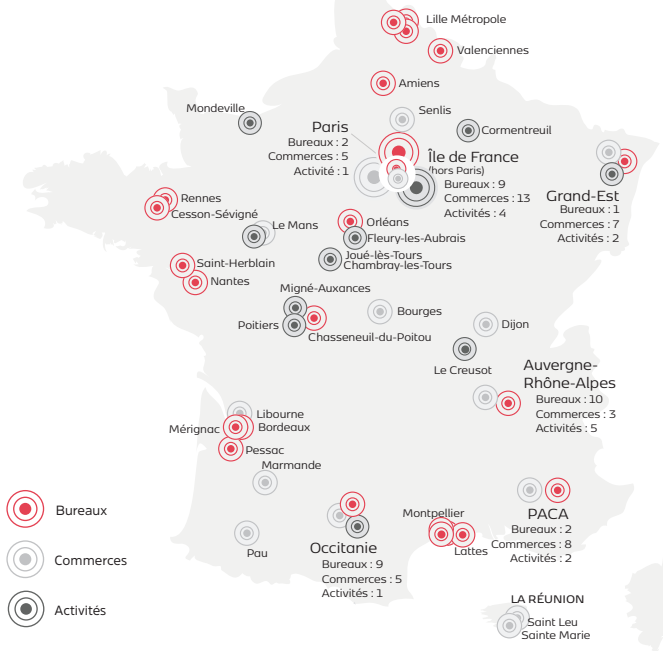 Lille Métropole
Valenciennes
Amiens
Mondeville
Senlis
Cormentreuil
Paris
Bureaux : 2
Commerces : 5
Activité : 1
Île de France
(hors Paris)
Bureaux : 9
Commerces : 13
Activités : 4
Grand-Est
Bureaux : 1
Commerces : 7
Activités : 2
Rennes
Cesson-Sévigné
Le Mans
Orléans
Fleury-les-Aubrais
Joué-lès-Tours
Chambray-les-Tours
Saint-Herblain
Nantes
Migné-Auxances
Poitiers
Chasseneuil-du-Poitou
Bourges
Dijon
Le Creusot
Auvergne-
Rhône-Alpes
Bureaux : 10
Commerces : 3
Activités : 5
Libourne
Mérignac
Bordeaux
Pessac
Marmande
Pau
Occitanie
Bureaux : 9
Commerces : 5
Activités : 1
Montpellier
Lattes
PACA
Bureaux : 2
Commerces : 8
Activités : 2
LA RÉUNION
Saint Leu
Sainte Marie
Bureaux
Commerces
Activités